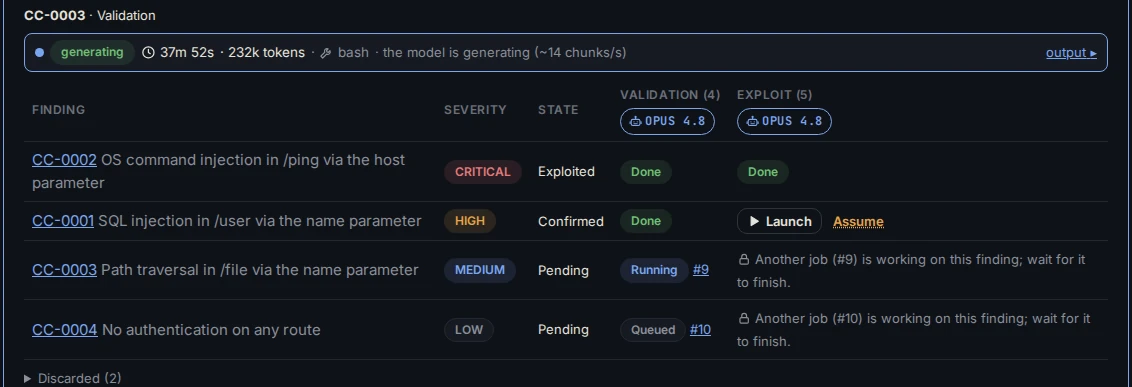 CC-0003 · Validation
generating 37m 52s · 232k tokens · bash · the model is generating (~14 chunks/s) output ▸
FINDING SEVERITY STATE VALIDATION (4) EXPLOIT (5)
OPUS 4.8 OPUS 4.8
CC-0002 OS command injection in /ping via the host
parameter
CRITICAL Exploited Done Done
CC-0001 SQL injection in /user via the name parameter HIGH Confirmed Done ▶ Launch Assume
CC-0003 Path traversal in /file via the name parameter MEDIUM Pending Running #9
Another job (#9) is working on this finding; wait for it
to finish.
CC-0004 No authentication on any route LOW Pending Queued #10
Another job (#10) is working on this finding; wait for it
to finish.
▶ Discarded (2)